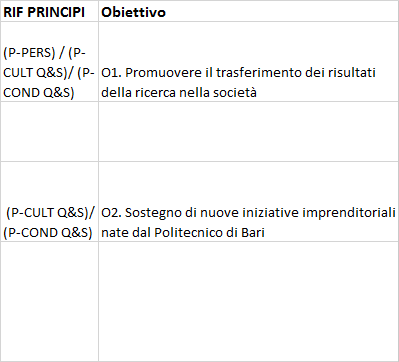 RIF PRINCIPI Obiettivo
(P-PERS) / (P-
CULT Q&S)/ (P-
COND Q&S)
O1. Promuovere il trasferimento dei risultati
della ricerca nella società
(P-CULT Q&S)/
(P-COND Q&S)
O2. Sostegno di nuove iniziative imprenditoriali
nate dal Politecnico di Bari